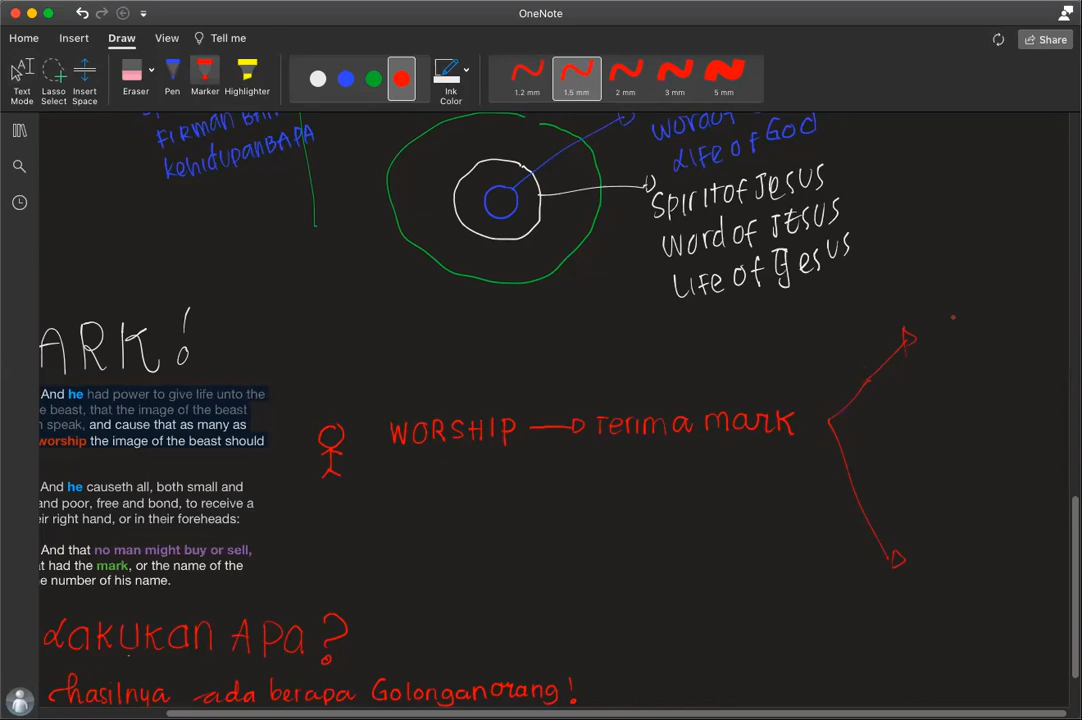 OneNote
Home
Insert
Draw
View
Tell me
Share
Text Mode
Lasso Select
Insert Space
Eraser
Pen
Marker
Highlighter
Ink Color
1.2 mm
1.5 mm
2 mm
3 mm
5 mm
kehidupanBAPA
Life of God
spirit of Jesus
word of Jesus
Life of Jesus
ARK!
And he had power to give life unto the
e beast, that the image of the beast
speak, and cause that as many as
worship the image of the beast should
And he causeth all, both small and
and poor, free and bond, to receive a
eir right hand, or in their foreheads:
And that no man might buy or sell,
at had the mark, or the name of the
e number of his name.
WORSHIP
Terima mark
Lakukan Apa?
hasilnya ada berapa Golonganorang!